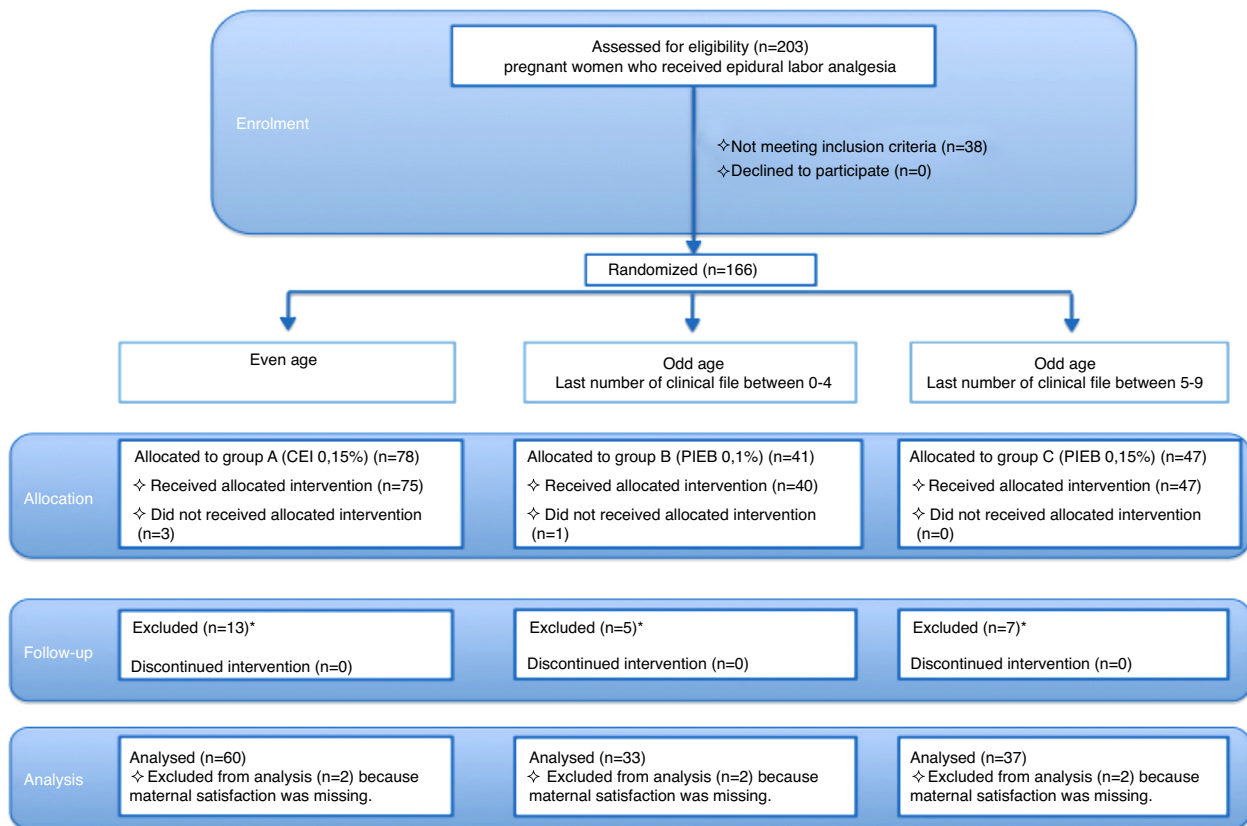 Assessed for eligibility (n=203)
pregnant women who received epidural labor analgesia
Enrolment
✧Not meeting inclusion criteria (n=38)
✧Declined to participate (n=0)
Randomized (n=166)
Even age
Odd age
Last number of clinical file between 0-4
Odd age
Last number of clinical file between 5-9
Allocation
Allocated to group A (CEI 0,15%) (n=78)
✧ Received allocated intervention (n=75)
✧ Did not received allocated intervention
(n=3)
Allocated to group B (PIEB 0,1%) (n=41)
✧ Received allocated intervention (n=40)
✧ Did not received allocated intervention
(n=1)
Allocated to group C (PIEB 0,15%) (n=47)
✧ Received allocated intervention (n=47)
✧ Did not received allocated intervention
(n=0)
Follow-up
Excluded (n=13)*
Discontinued intervention (n=0)
Excluded (n=5)*
Discontinued intervention (n=0)
Excluded (n=7)*
Discontinued intervention (n=0)
Analysis
Analysed (n=60)
✧ Excluded from analysis (n=2) because
maternal satisfaction was missing.
Analysed (n=33)
✧ Excluded from analysis (n=2) because
maternal satisfaction was missing.
Analysed (n=37)
✧ Excluded from analysis (n=2) because
maternal satisfaction was missing.